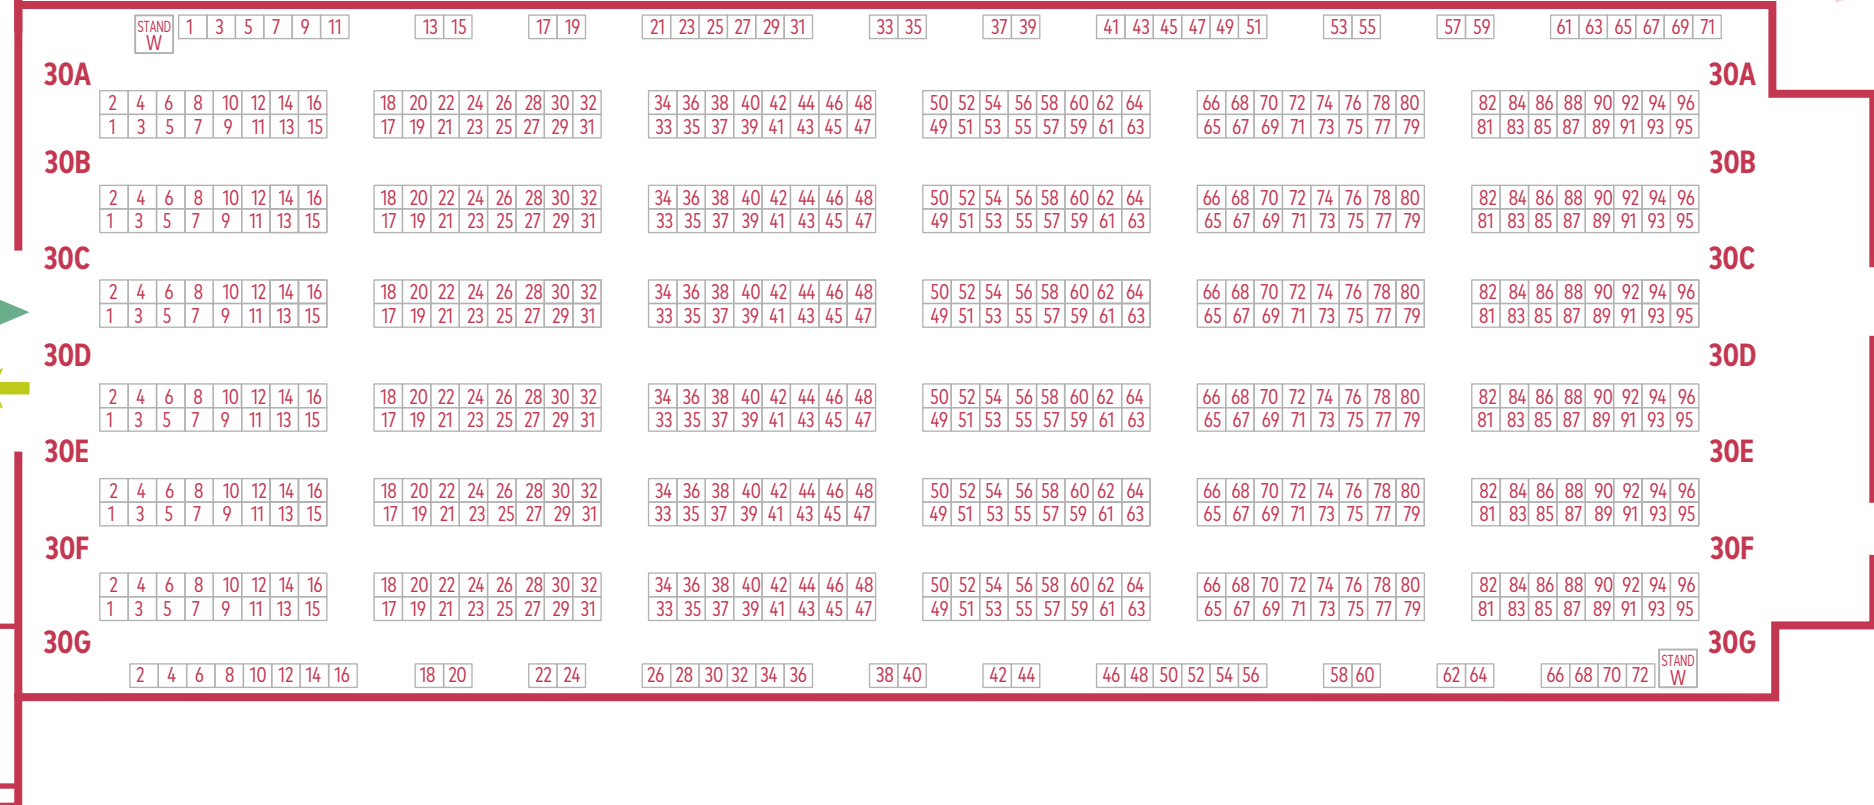 STAND
W 1 3 5 7 9 11 13 15 17 19 21 23 25 27 29 31 33 35 37 39 41 43 45 47 49 51 53 55 57 59 61 63 65 67 69 71
30A 30A
2 4 6 8 10 12 14 16 18 20 22 24 26 28 30 32 34 36 38 40 42 44 46 48 50 52 54 56 58 60 62 64 66 68 70 72 74 76 78 80 82 84 86 88 90 92 94 96
1 3 5 7 9 11 13 15 17 19 21 23 25 27 29 31 33 35 37 39 41 43 45 47 49 51 53 55 57 59 61 63 65 67 69 71 73 75 77 79 81 83 85 87 89 91 93 95
30B 30B
2 4 6 8 10 12 14 16 18 20 22 24 26 28 30 32 34 36 38 40 42 44 46 48 50 52 54 56 58 60 62 64 66 68 70 72 74 76 78 80 82 84 86 88 90 92 94 96
1 3 5 7 9 11 13 15 17 19 21 23 25 27 29 31 33 35 37 39 41 43 45 47 49 51 53 55 57 59 61 63 65 67 69 71 73 75 77 79 81 83 85 87 89 91 93 95
30C 30C
2 4 6 8 10 12 14 16 18 20 22 24 26 28 30 32 34 36 38 40 42 44 46 48 50 52 54 56 58 60 62 64 66 68 70 72 74 76 78 80 82 84 86 88 90 92 94 96
1 3 5 7 9 11 13 15 17 19 21 23 25 27 29 31 33 35 37 39 41 43 45 47 49 51 53 55 57 59 61 63 65 67 69 71 73 75 77 79 81 83 85 87 89 91 93 95
30D 30D
2 4 6 8 10 12 14 16 18 20 22 24 26 28 30 32 34 36 38 40 42 44 46 48 50 52 54 56 58 60 62 64 66 68 70 72 74 76 78 80 82 84 86 88 90 92 94 96
1 3 5 7 9 11 13 15 17 19 21 23 25 27 29 31 33 35 37 39 41 43 45 47 49 51 53 55 57 59 61 63 65 67 69 71 73 75 77 79 81 83 85 87 89 91 93 95
30E 30E
2 4 6 8 10 12 14 16 18 20 22 24 26 28 30 32 34 36 38 40 42 44 46 48 50 52 54 56 58 60 62 64 66 68 70 72 74 76 78 80 82 84 86 88 90 92 94 96
1 3 5 7 9 11 13 15 17 19 21 23 25 27 29 31 33 35 37 39 41 43 45 47 49 51 53 55 57 59 61 63 65 67 69 71 73 75 77 79 81 83 85 87 89 91 93 95
30F 30F
2 4 6 8 10 12 14 16 18 20 22 24 26 28 30 32 34 36 38 40 42 44 46 48 50 52 54 56 58 60 62 64 66 68 70 72 74 76 78 80 82 84 86 88 90 92 94 96
1 3 5 7 9 11 13 15 17 19 21 23 25 27 29 31 33 35 37 39 41 43 45 47 49 51 53 55 57 59 61 63 65 67 69 71 73 75 77 79 81 83 85 87 89 91 93 95
30G 30G
2 4 6 8 10 12 14 16 18 20 22 24 26 28 30 32 34 36 38 40 42 44 46 48 50 52 54 56 58 60 62 64 66 68 70 72 STAND
W